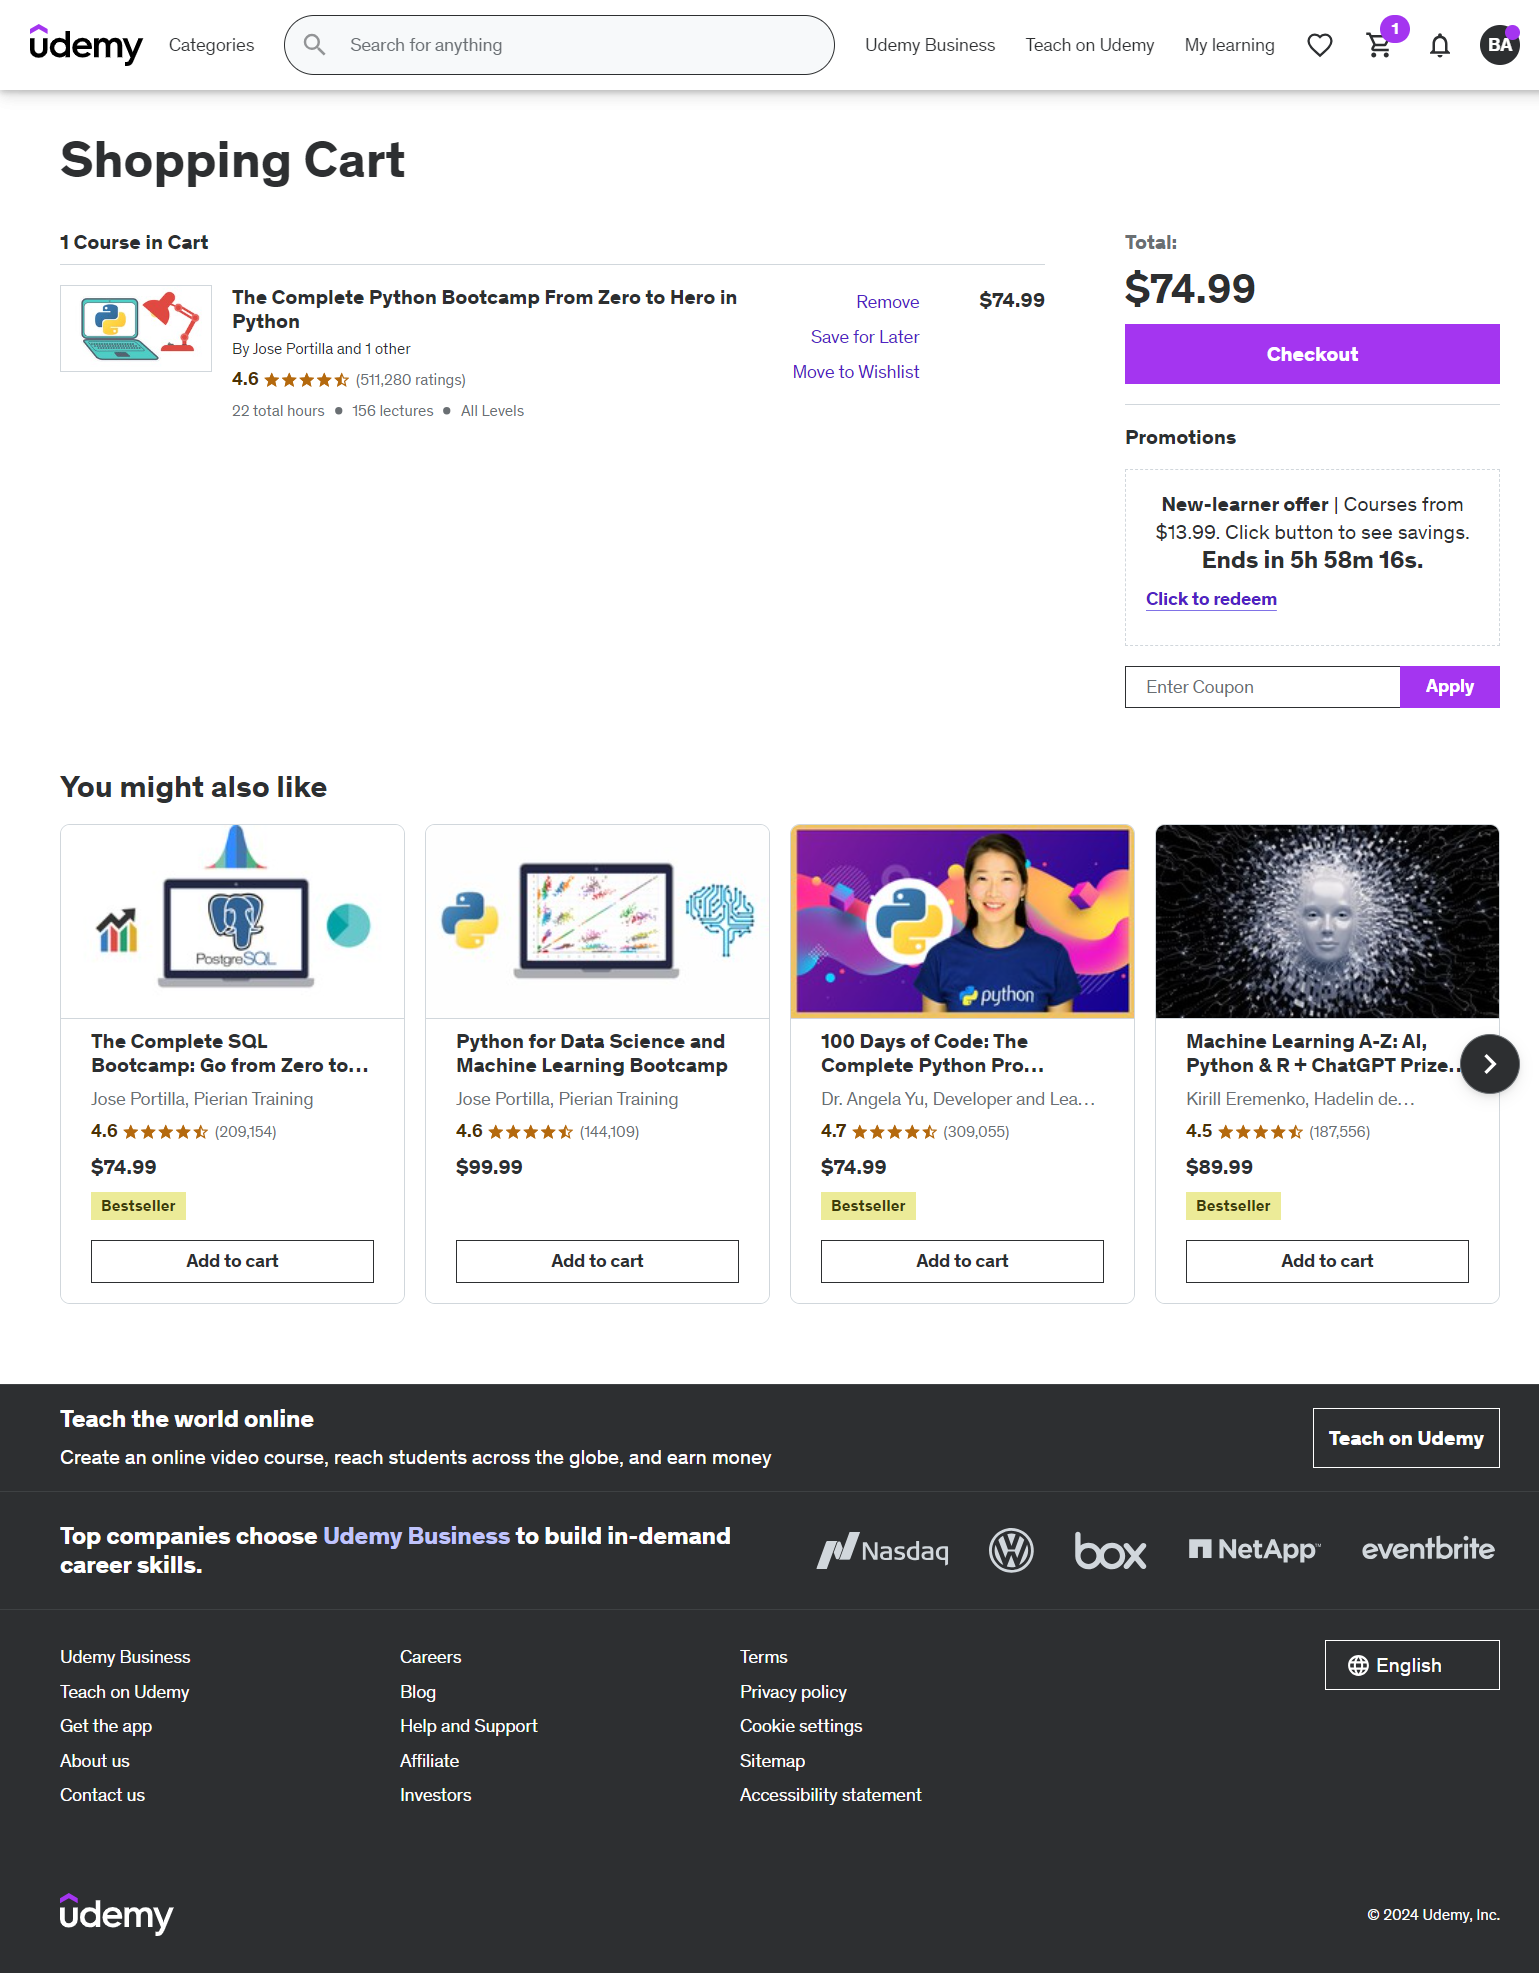 udemy
Categories
Search for anything
Udemy Business
Teach on Udemy
My learning
1
BA
Shopping Cart
1 Course in Cart
The Complete Python Bootcamp From Zero to Hero in
Python
By Jose Portilla and 1 other
4.6 (511,280 ratings)
22 total hours • 156 lectures • All Levels
Remove
Save for Later
Move to Wishlist
$74.99
Total:
$74.99
Checkout
Promotions
New-learner offer | Courses from
$13.99. Click button to see savings.
Ends in 5h 58m 16s.
Click to redeem
Enter Coupon
Apply
You might also like
PostgreSQL
The Complete SQL
Bootcamp: Go from Zero to...
Jose Portilla, Pierian Training
4.6 (209,154)
$74.99
Bestseller
Add to cart
Python for Data Science and
Machine Learning Bootcamp
Jose Portilla, Pierian Training
4.6 (144,109)
$99.99
Add to cart
python
100 Days of Code: The
Complete Python Pro...
Dr. Angela Yu, Developer and Lea...
4.7 (309,055)
$74.99
Bestseller
Add to cart
Machine Learning A-Z: AI,
Python & R + ChatGPT Prize..
Kirill Eremenko, Hadelin de...
4.5 (187,556)
$89.99
Bestseller
Add to cart
Teach the world online
Create an online video course, reach students across the globe, and earn money
Teach on Udemy
Top companies choose Udemy Business to build in-demand
career skills.
Nasdaq
box
NetApp™
eventbrite
Udemy Business
Teach on Udemy
Get the app
About us
Contact us
Careers
Blog
Help and Support
Affiliate
Investors
Terms
Privacy policy
Cookie settings
Sitemap
Accessibility statement
English
udemy
© 2024 Udemy, Inc.